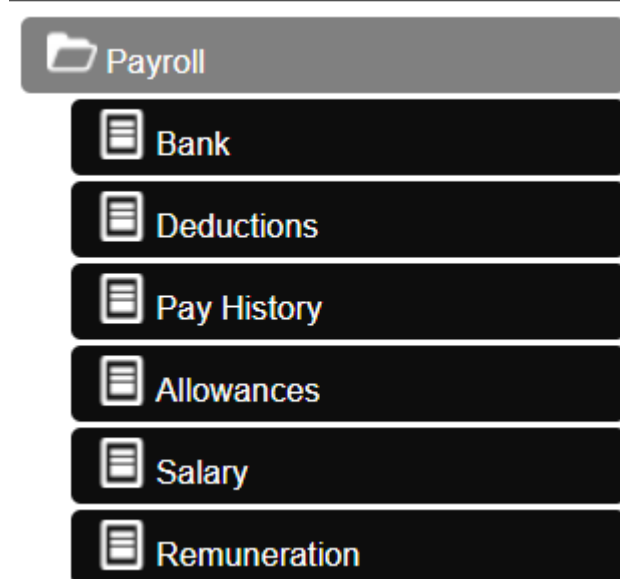 Payroll
Bank
Deductions
Pay History
Allowances
Salary
Remuneration